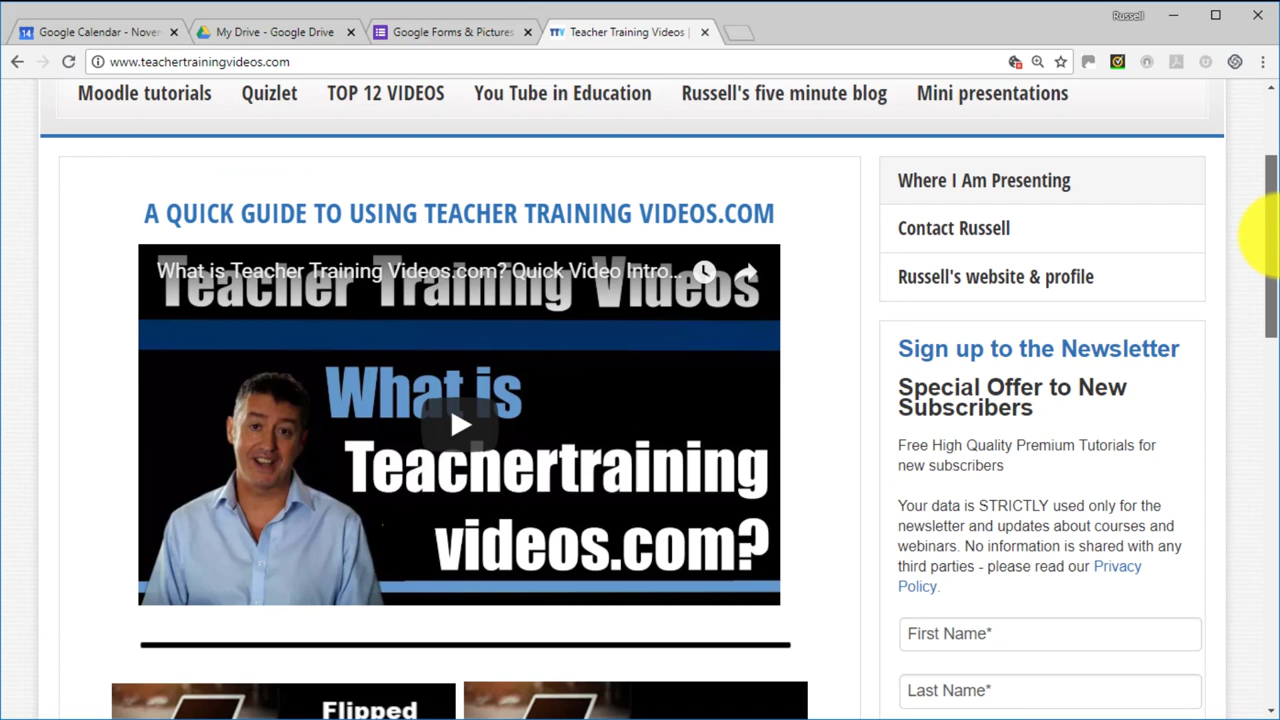 Russell
14 Google Calendar - Nover
My Drive - Google Drive
Google Forms & Pictures
TTV Teacher Training Videos |
www.teachertrainingvideos.com
Moodle tutorials Quizlet TOP 12 VIDEOS You Tube in Education Russell's five minute blog Mini presentations
A QUICK GUIDE TO USING TEACHER TRAINING VIDEOS.COM
What is Teacher Training Videos.com? Quick Video Intro...
Teacher Training Videos
What is
Teachertraining
videos.com?
Flipped
Where I Am Presenting
Contact Russell
Russell's website & profile
Sign up to the Newsletter
Special Offer to New
Subscribers
Free High Quality Premium Tutorials for
new subscribers
Your data is STRICTLY used only for the
newsletter and updates about courses and
webinars. No information is shared with any
third parties - please read our Privacy
Policy.
First Name*
Last Name*